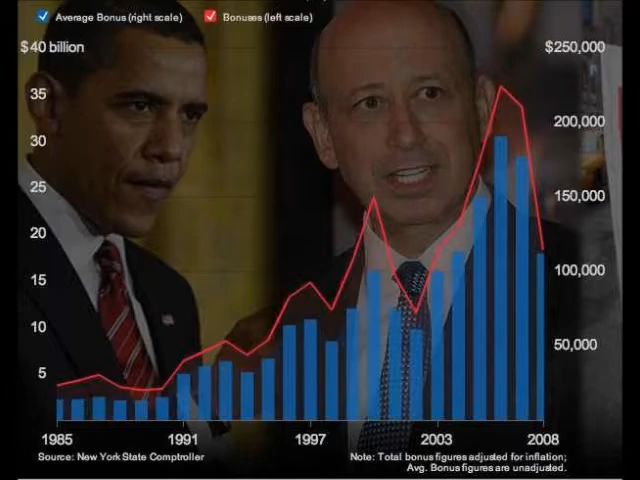 Average Bonus (right scale) Bonuses (left scale)
$40 billion $250,000
35
200,000
30
25
150,000
20
15
100,000
10
50,000
5
1985 1991 1997 2003 2008
Source: New York State Comptroller
Note: Total bonus figures adjusted for inflation;
Avg. Bonus figures are unadjusted.